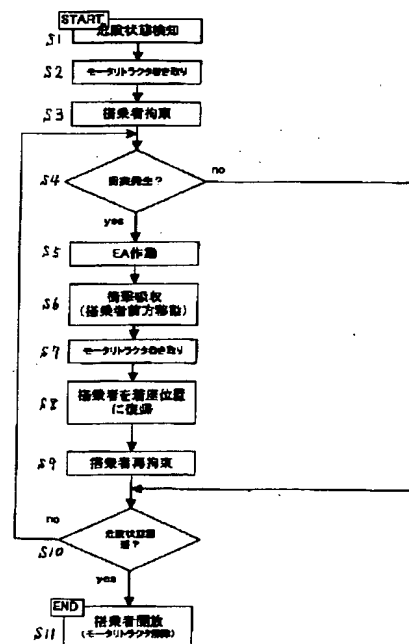 START
S1 危険状態検知
S2 モータリトラクタ巻き取り
S3 搭乗者拘束
S4 衝突発生?
no
yes
S5 EA作動
S6 衝撃吸収
(搭乗者前方移動)
S7 モータリトラクタ巻き取り
S8 搭乗者を着座位置
に復帰
S9 搭乗者再拘束
no
S10 危険状態回
避?
yes
END
S11 搭乗者開放
(モータリトラクタ解除)